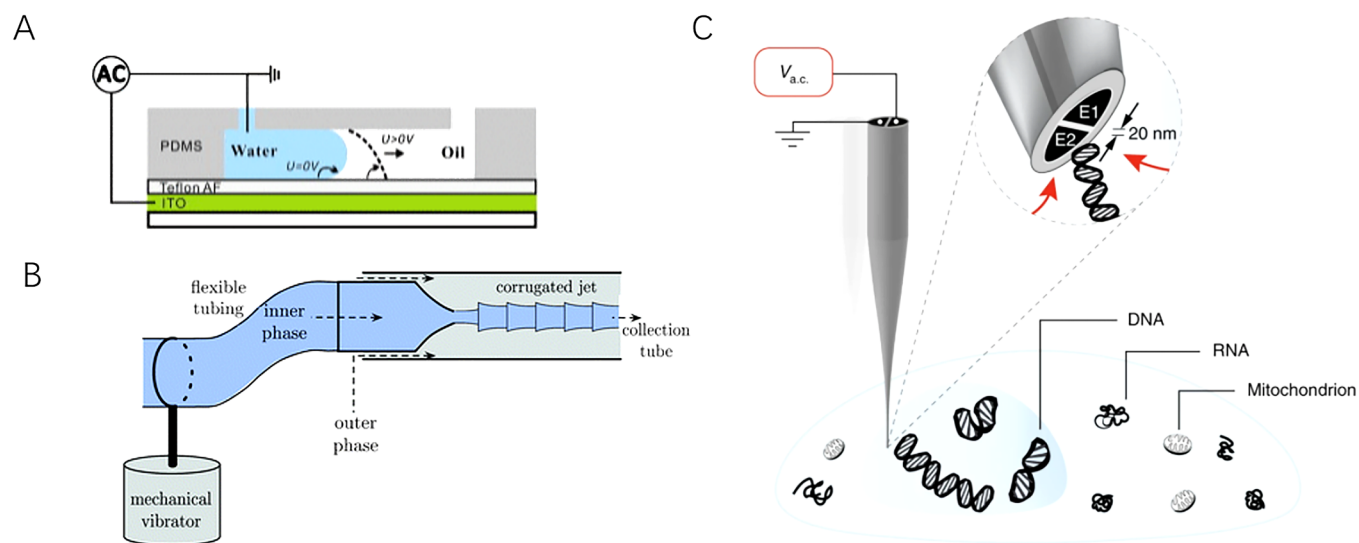 A
AC
PDMS
Water
U=0V
U>0V
Oil
Teflon AF
ITO
B
flexible
tubing
inner
phase
corrugated jet
collection
tube
outer
phase
mechanical
vibrator
C
Va.c.
E1
E2
20 nm
DNA
RNA
Mitochondrion